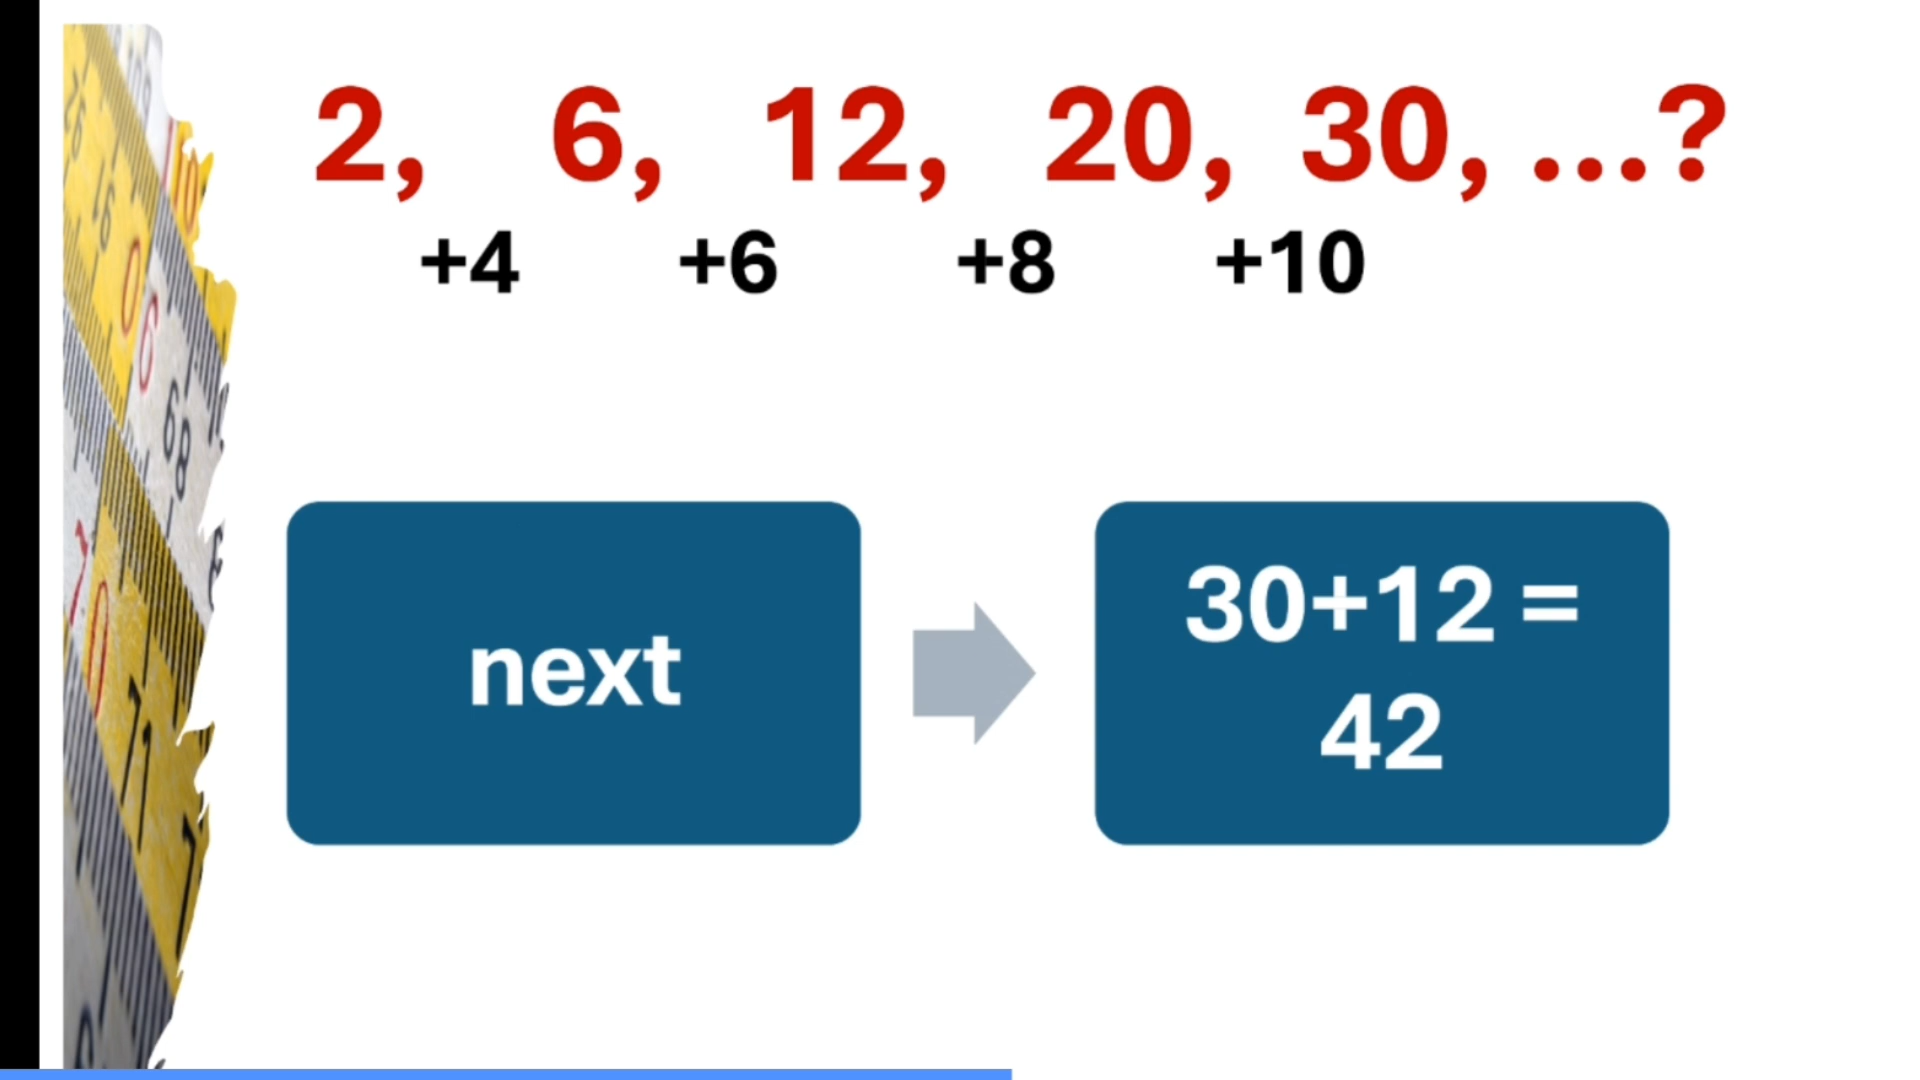 2, 6, 12, 20, 30, ...?
+4 +6 +8 +10
next
30+12 =
42